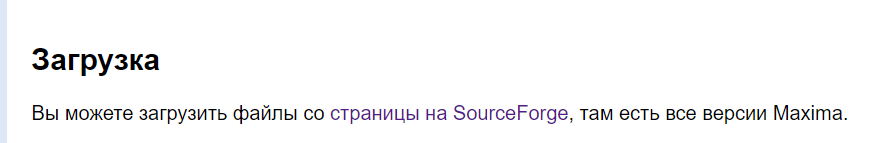 Загрузка
Вы можете загрузить файлы со страницы на SourceForge, там есть все версии Maxima.